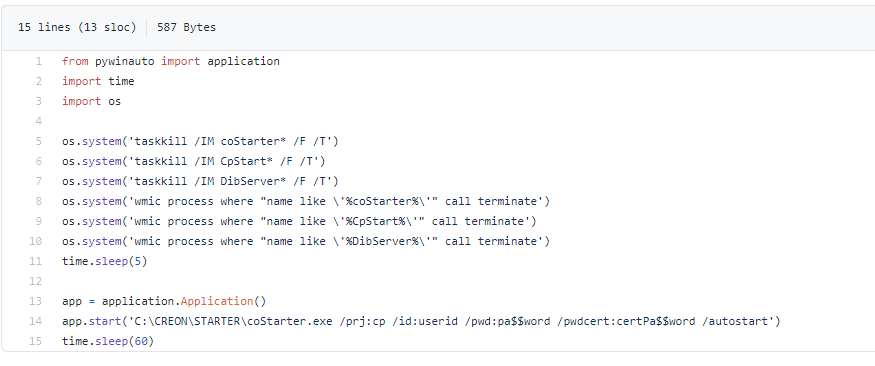 15 lines (13 sloc) 587 Bytes
1 from pywinauto import application
2 import time
3 import os
4
5 os.system('taskkill /IM coStarter* /F /T')
6 os.system('taskkill /IM CpStart* /F /T')
7 os.system('taskkill /IM DibServer* /F /T')
8 os.system('wmic process where "name like \'%coStarter%\'" call terminate')
9 os.system('wmic process where "name like \'%CpStart%\'" call terminate')
10 os.system('wmic process where "name like \'%DibServer%\'" call terminate')
11 time.sleep(5)
12
13 app = application.Application()
14 app.start('C:\CREON\STARTER\coStarter.exe /prj:cp /id:userid /pwd:pa$$word /pwdcert:certPa$$word /autostart')
15 time.sleep(60)